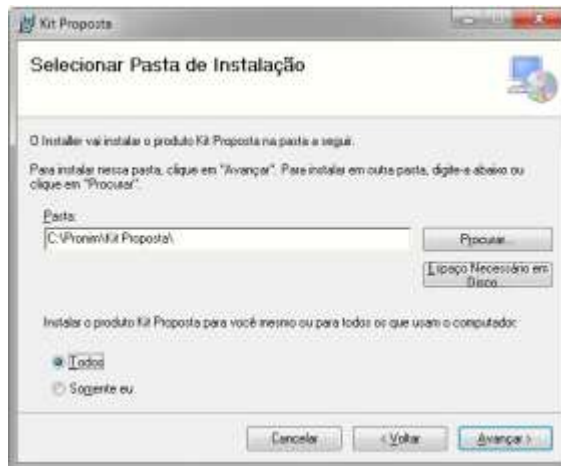 Kit Proposta
Selecionar Pasta de Instalação
O Installer vai instalar o produto Kit Proposta na pasta a seguir.
Para instalar nessa pasta, clique em "Avançar". Para instalar em outra pasta, digite-a abaixo ou
clique em "Procurar".
Pasta:
C:\Pronim\Kit Proposta\
Procurar...
Espaço Necessário em
Disco...
Instalar o produto Kit Proposta para você mesmo ou para todos os que usam o computador:
Todos
Somente eu
Cancelar
< Voltar
Avançar >